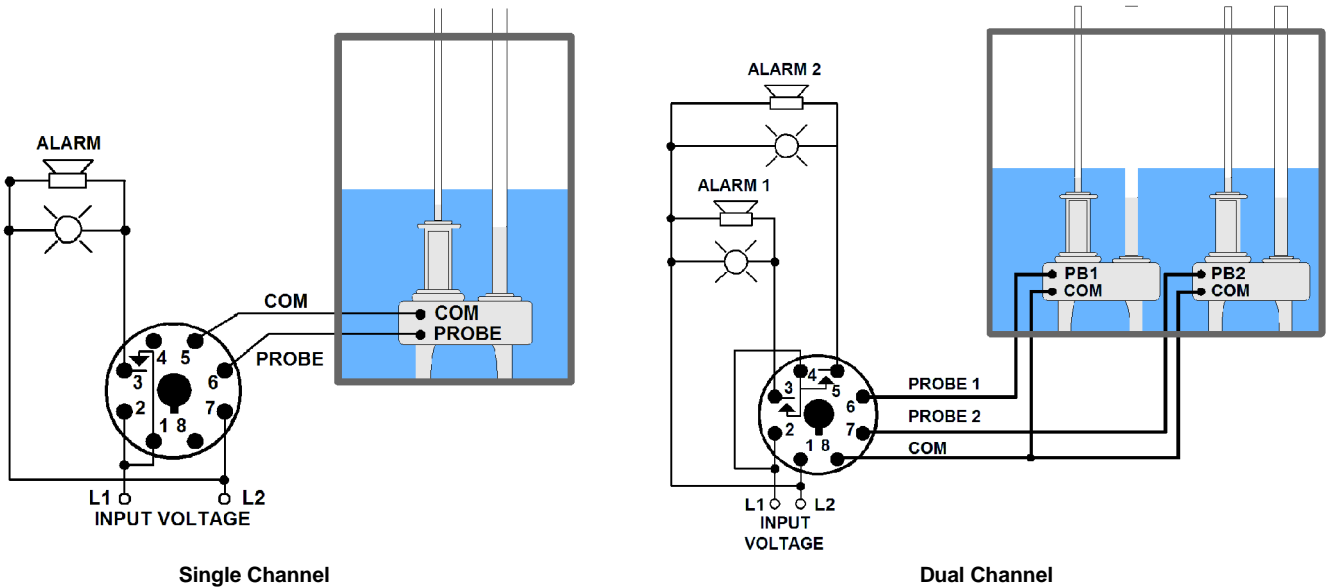 ALARM
COM
PROBE
COM
PROBE
4 5
3 6
2 7
1 8
L1 L2
INPUT VOLTAGE
Single Channel
ALARM 2
ALARM 1
PB1
COM
PB2
COM
PROBE 1
PROBE 2
COM
3 4 5
6
2 7
1 8
L1 L2
INPUT
VOLTAGE
Dual Channel